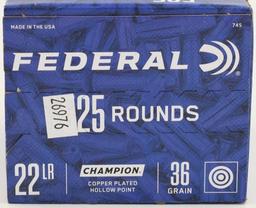 MADE IN THE USA
745
FEDERAL
26976
25 ROUNDS
22 LR
CHAMPION
COPPER PLATED
HOLLOW POINT
36
GRAIN